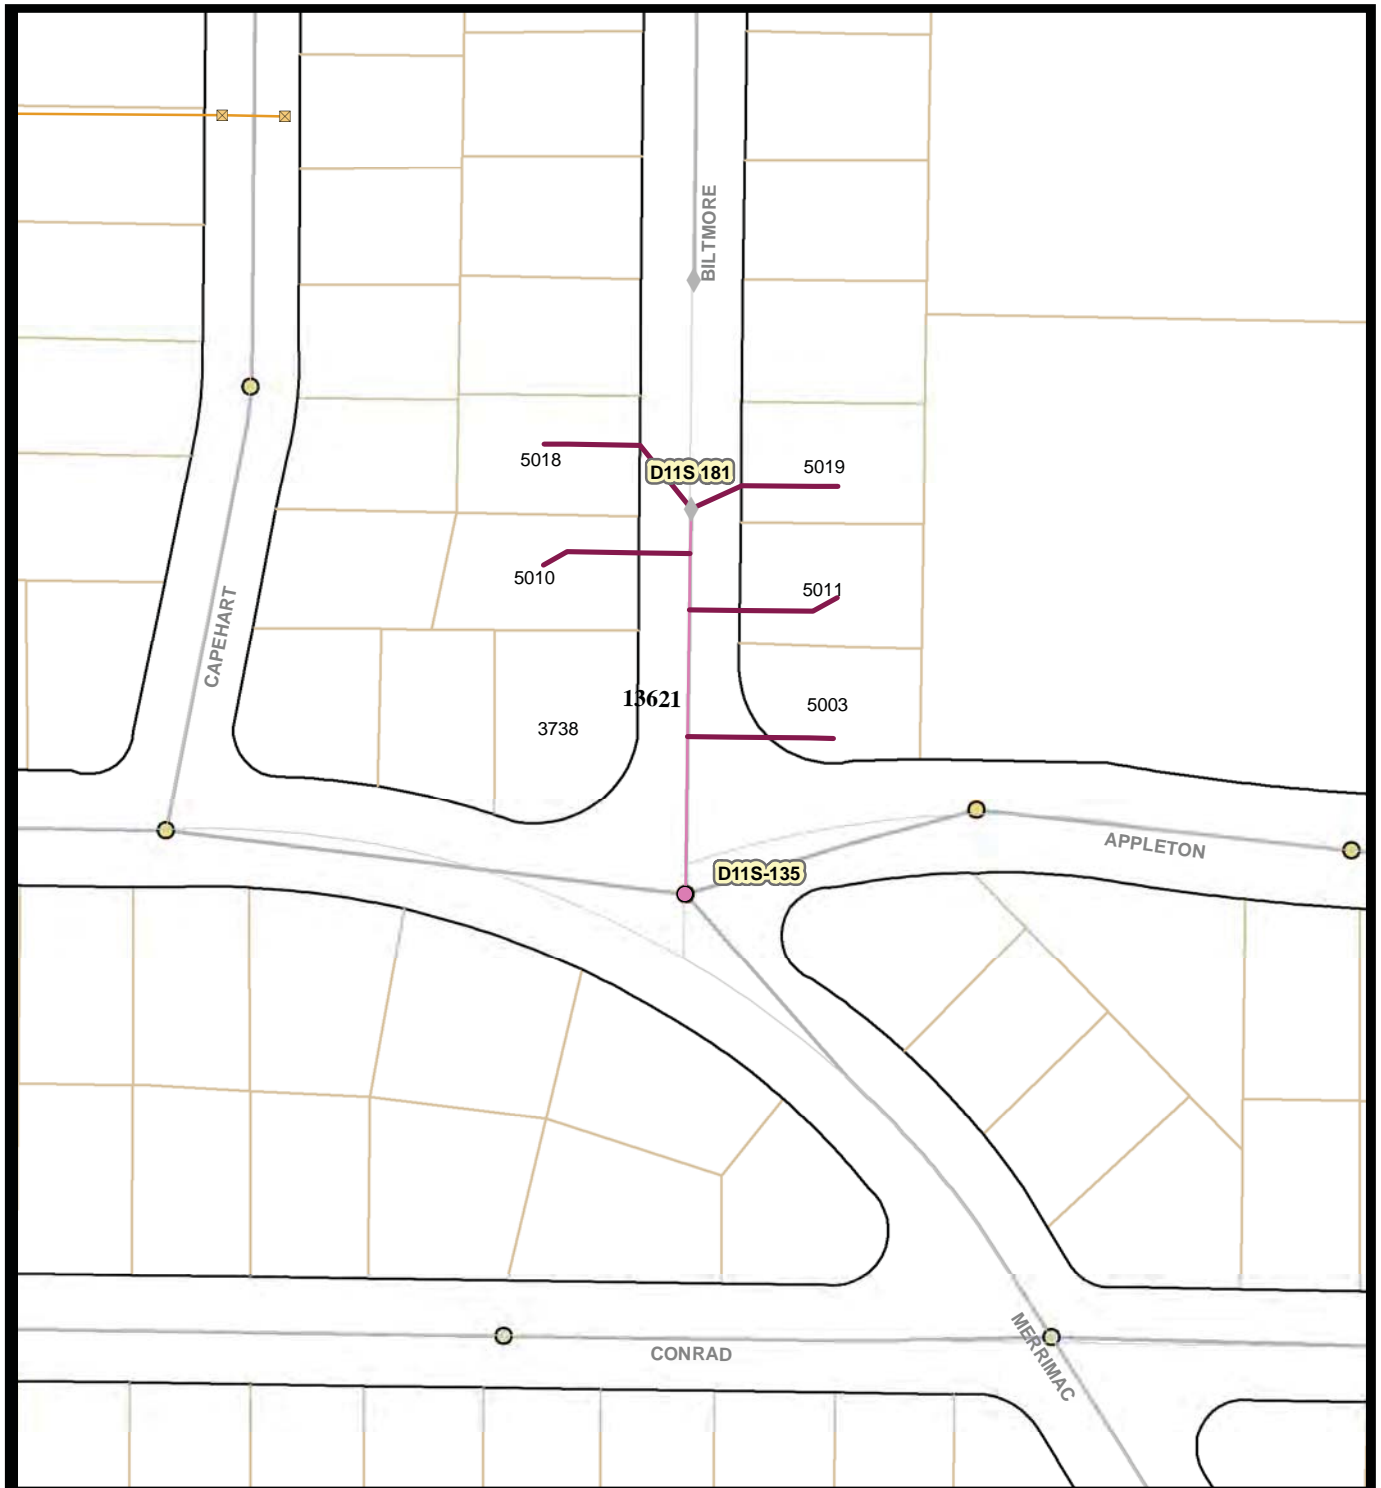 BILTMORE
5018
D11S 181
5019
5010
5011
CAPEHART
13621
5003
3738
APPLETON
D11S-135
MERRIMAC
CONRAD